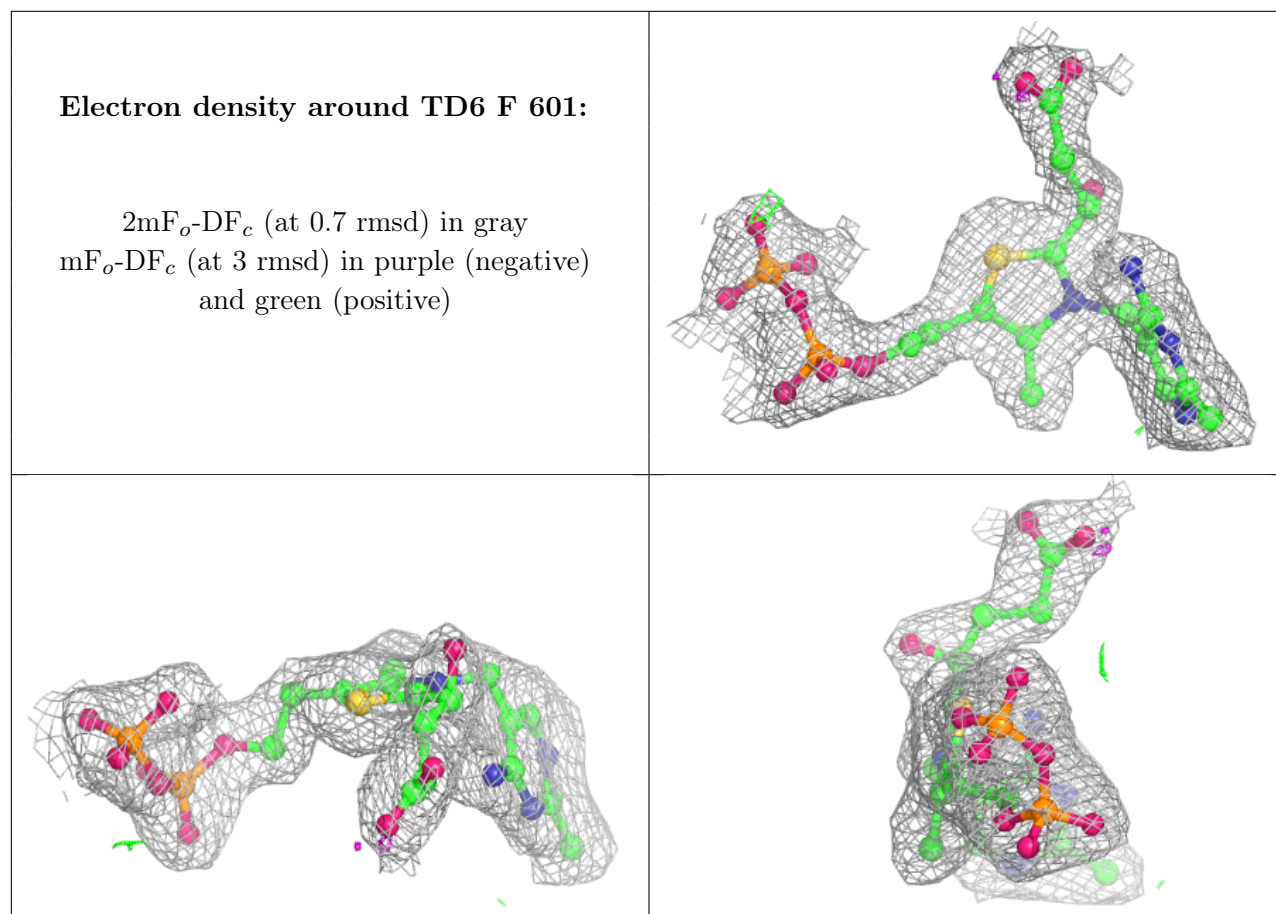 Electron density around TD6 F 601:
2mFo-DFc (at 0.7 rmsd) in gray
mFo-DFc (at 3 rmsd) in purple (negative)
and green (positive)